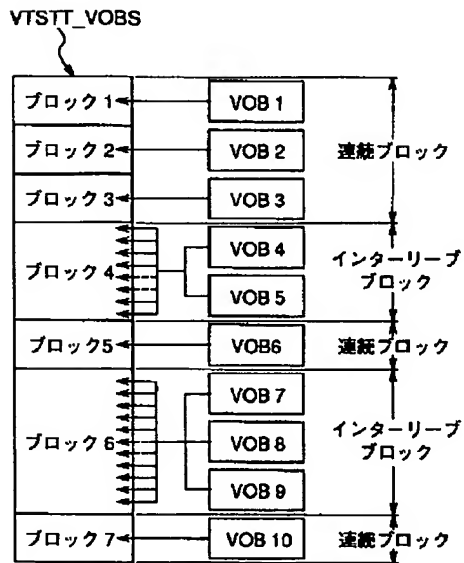 VTSTT_VOBS
ブロック1
VOB 1
ブロック2
VOB 2
連続ブロック
ブロック3
VOB 3
ブロック4
VOB 4
VOB 5
インターリーブ
ブロック
ブロック5
VOB6
連続ブロック
ブロック6
VOB 7
VOB 8
VOB 9
インターリーブ
ブロック
ブロック7
VOB 10
連続ブロック